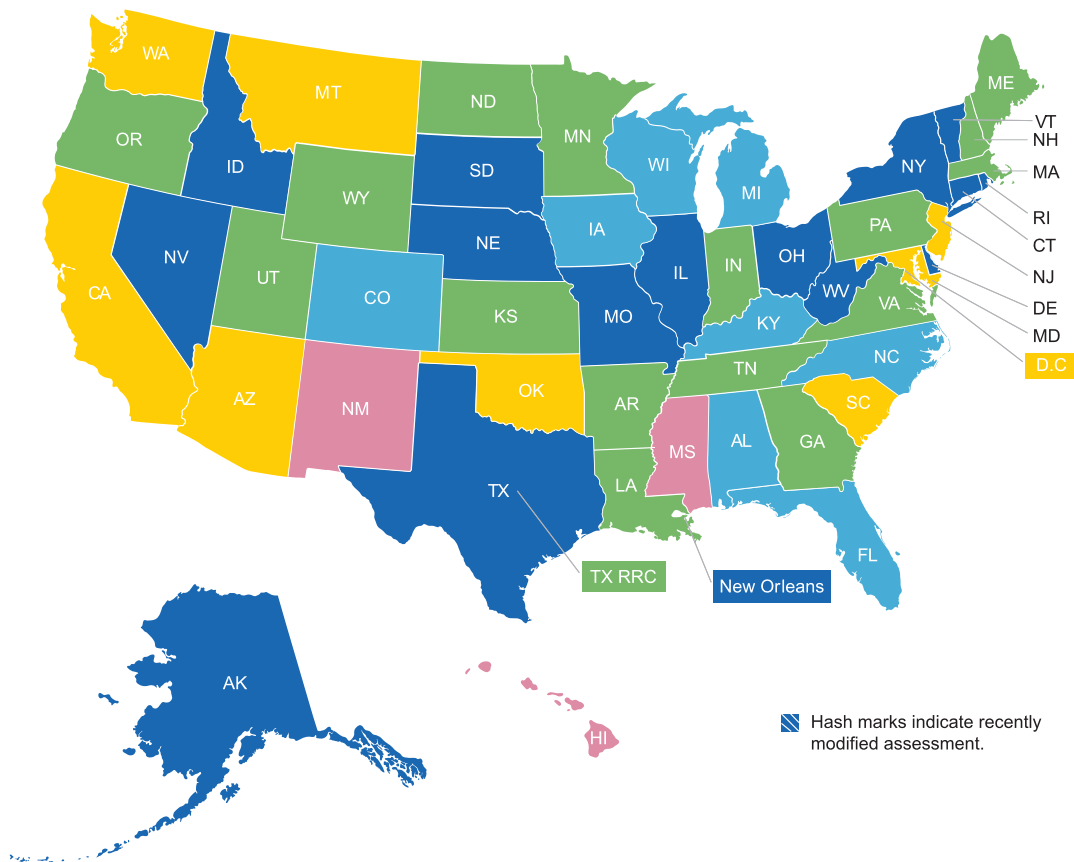 WA
MT
ND
MN
ME
OR
ID
SD
WI
MI
NY
VT
NH
MA
WY
NE
IA
PA
RI
CT
NV
UT
CO
IL
IN
OH
NJ
CA
KS
MO
WV
VA
DE
KY
MD
NC
D.C
TN
AZ
NM
OK
AR
SC
MS
AL
GA
TX
LA
FL
TX RRC
New Orleans
AK
HI
Hash marks indicate recently
modified assessment.